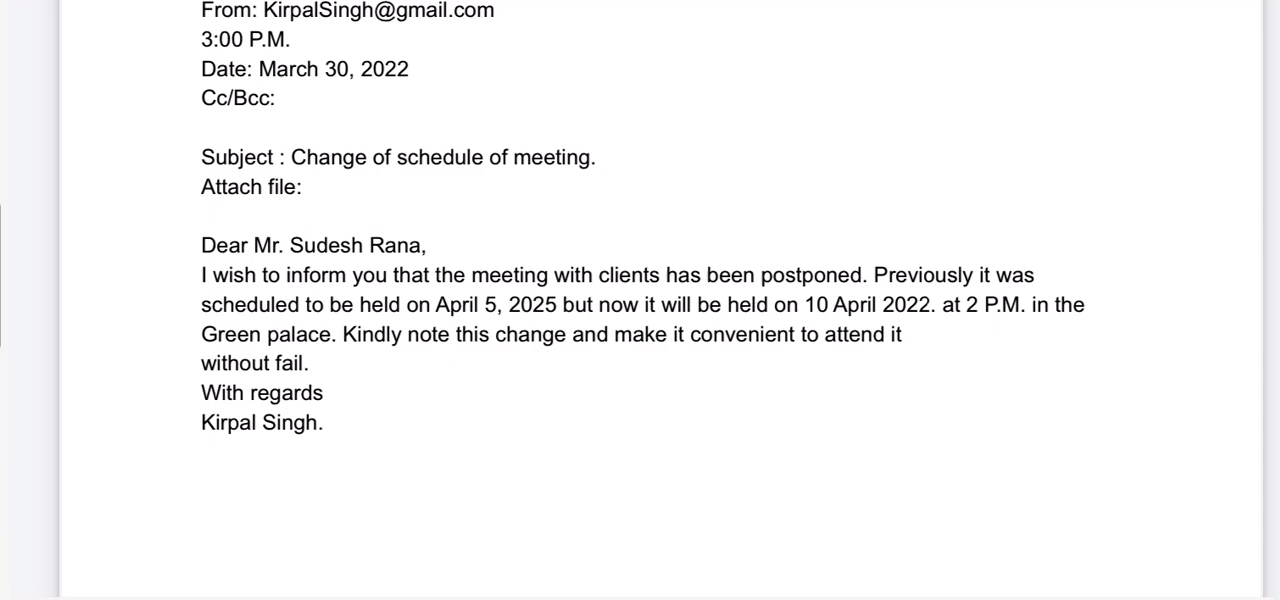 From: KirpalSingh@gmail.com
3:00 P.M.
Date: March 30, 2022
Cc/Bcc:
Subject : Change of schedule of meeting.
Attach file:
Dear Mr. Sudesh Rana,
I wish to inform you that the meeting with clients has been postponed. Previously it was
scheduled to be held on April 5, 2025 but now it will be held on 10 April 2022. at 2 P.M. in the
Green palace. Kindly note this change and make it convenient to attend it
without fail.
With regards
Kirpal Singh.